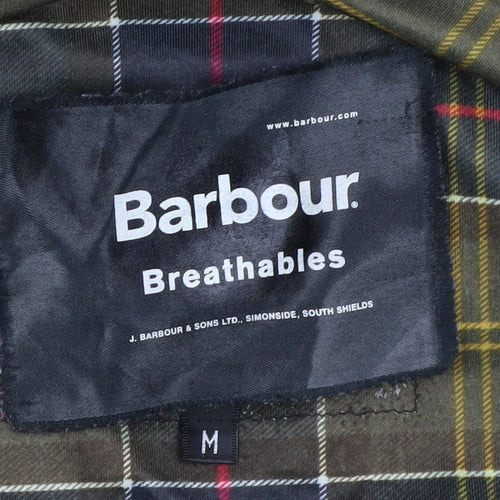 www.barbour.com
Barbour.
Breathables
J. BARBOUR & SONS LTD., SIMONSIDE, SOUTH SHIELDS
M